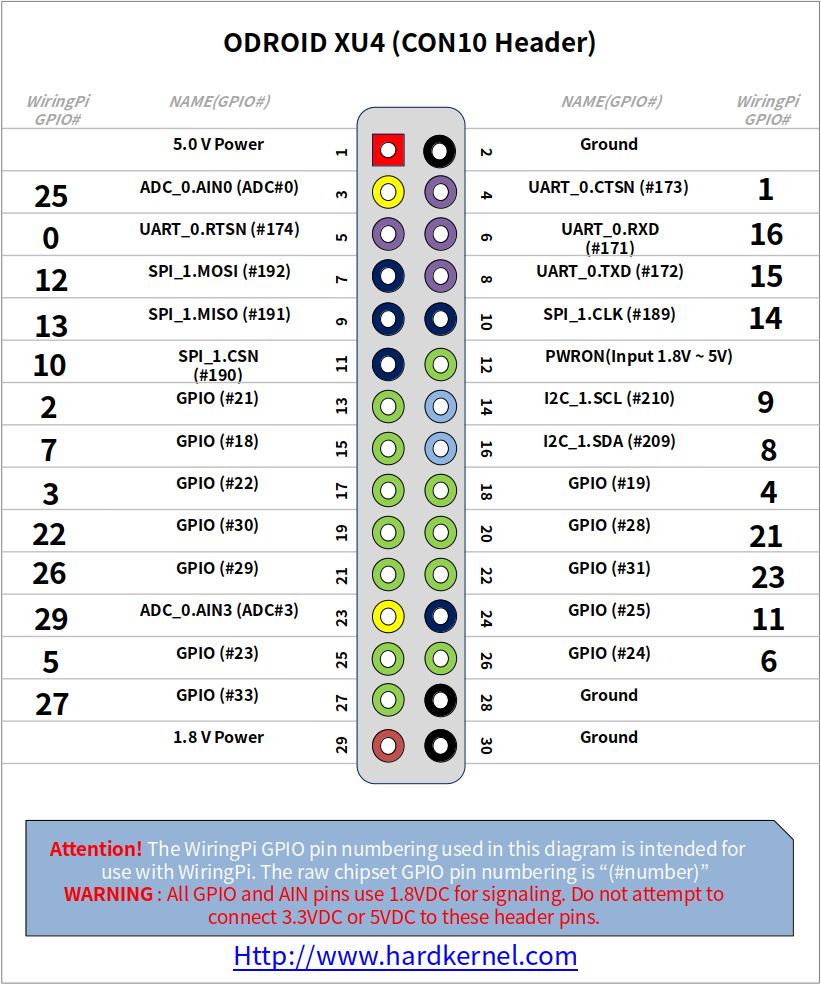 ODROID XU4 (CON10 Header)
WiringPi GPIO# NAME(GPIO#) NAME(GPIO#) WiringPi GPIO#
5.0 V Power 1 2 Ground
25 ADC_0.AIN0 (ADC#0) 3 4 UART_0.CTSN (#173) 1
0 UART_0.RTSN (#174) 5 6 UART_0.RXD (#171) 16
12 SPI_1.MOSI (#192) 7 8 UART_0.TXD (#172) 15
13 SPI_1.MISO (#191) 9 10 SPI_1.CLK (#189) 14
10 SPI_1.CSN (#190) 11 12 PWRON(Input 1.8V ~ 5V)
2 GPIO (#21) 13 14 I2C_1.SCL (#210) 9
7 GPIO (#18) 15 16 I2C_1.SDA (#209) 8
3 GPIO (#22) 17 18 GPIO (#19) 4
22 GPIO (#30) 19 20 GPIO (#28) 21
26 GPIO (#29) 21 22 GPIO (#31) 23
29 ADC_0.AIN3 (ADC#3) 23 24 GPIO (#25) 11
5 GPIO (#23) 25 26 GPIO (#24) 6
27 GPIO (#33) 27 28 Ground
1.8 V Power 29 30 Ground
Attention! The WiringPi GPIO pin numbering used in this diagram is intended for
use with WiringPi. The raw chipset GPIO pin numbering is “(#number)”
WARNING : All GPIO and AIN pins use 1.8VDC for signaling. Do not attempt to
connect 3.3VDC or 5VDC to these header pins.
Http://www.hardkernel.com